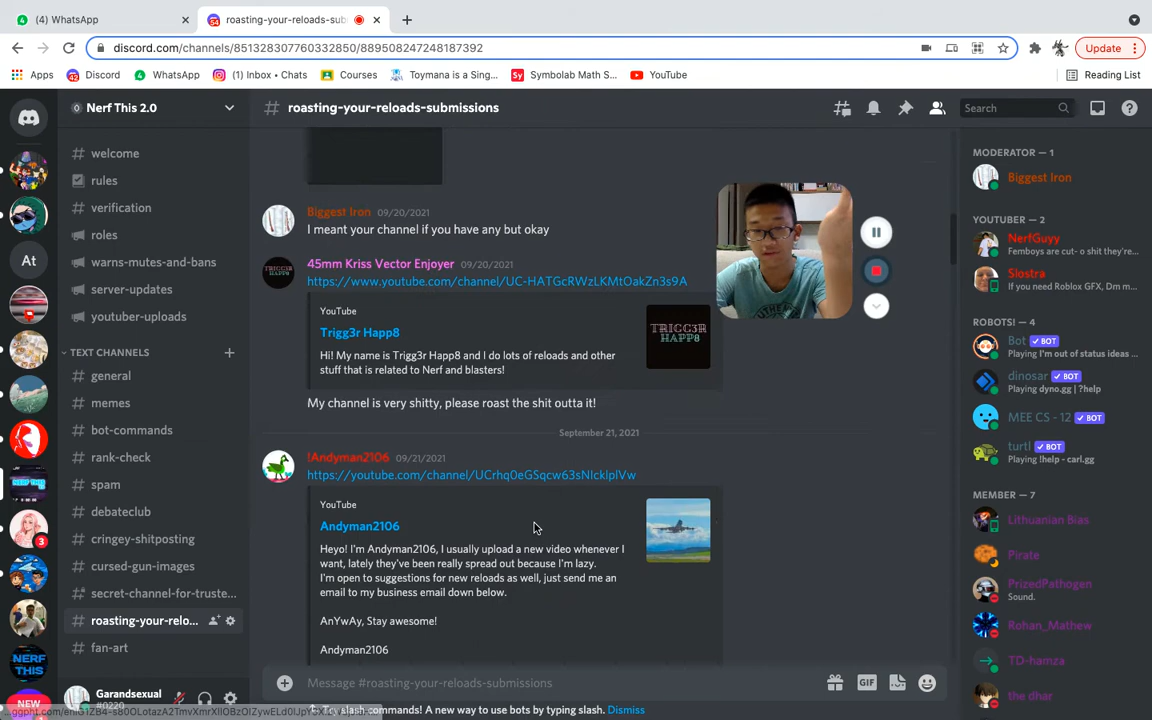 (4) WhatsApp
roasting-your-reloads-sub
discord.com/channels/851328307760332850/889508247248187392
Update
Apps
Discord
WhatsApp
(1) Inbox • Chats
Courses
Toymana is a Sing...
Symbolab Math S...
YouTube
Reading List
Nerf This 2.0
roasting-your-reloads-submissions
Search
welcome
rules
verification
roles
warns-mutes-and-bots
server-updates
youtuber-uploads
TEXT CHANNELS
general
memes
bot-commands
rank-check
spam
debateclub
cringey-shitposting
cursed-gun-images
secret-channel-for-truste...
roasting-your-relo...
fan-art
Garandsexual
#0220
At
NERF
THIS
NEW
3
Biggest Iron 09/20/2021
I meant your channel if you have any but okay
45mm Kriss Vector Enjoyer 09/20/2021
https://www.youtube.com/channel/UC-HATGcRWzLKMtOakZn3s9A
YouTube
Trigg3r Happ8
Hi! My name is Trigg3r Happ8 and I do lots of reloads and other
stuff that is related to Nerf and blasters!
TRIGG3R
HAPP8
My channel is very shitty, please roast the shit outta it!
September 21, 2021
!Andyman2106 09/21/2021
https://youtube.com/channel/UCrhq0eGSqcw63sNIcklplVw
YouTube
Andyman2106
Heyo! I'm Andyman2106, I usually upload a new video whenever I
want, lately they've been really spread out because I'm lazy.
I'm open to suggestions for new reloads as well, just send me an
email to my business email down below.
AnYwAy, Stay awesome!
Andyman2106
Message #roasting-your-reloads-submissions
GIF
Try slash commands! A new way to use bots by typing slash. Dismiss
MODERATOR — 1
Biggest Iron
YOUTUBER — 2
NerfGuyy
Femboys are cut- o shit they're...
Slostra
If you need Roblox GFX, Dm m...
ROBOTS! — 4
Bot ✓ BOT
Playing I'm out of status ideas ...
dinosar ✓ BOT
Playing dyno.gg | ?help
MEE CS - 12 ✓ BOT
turtl ✓ BOT
Playing !help - carl.gg
MEMBER — 7
Lithuanian Bias
Pirate
PrizedPathogen
Sound.
Rohan_Mathew
TD-hamza
the dhar